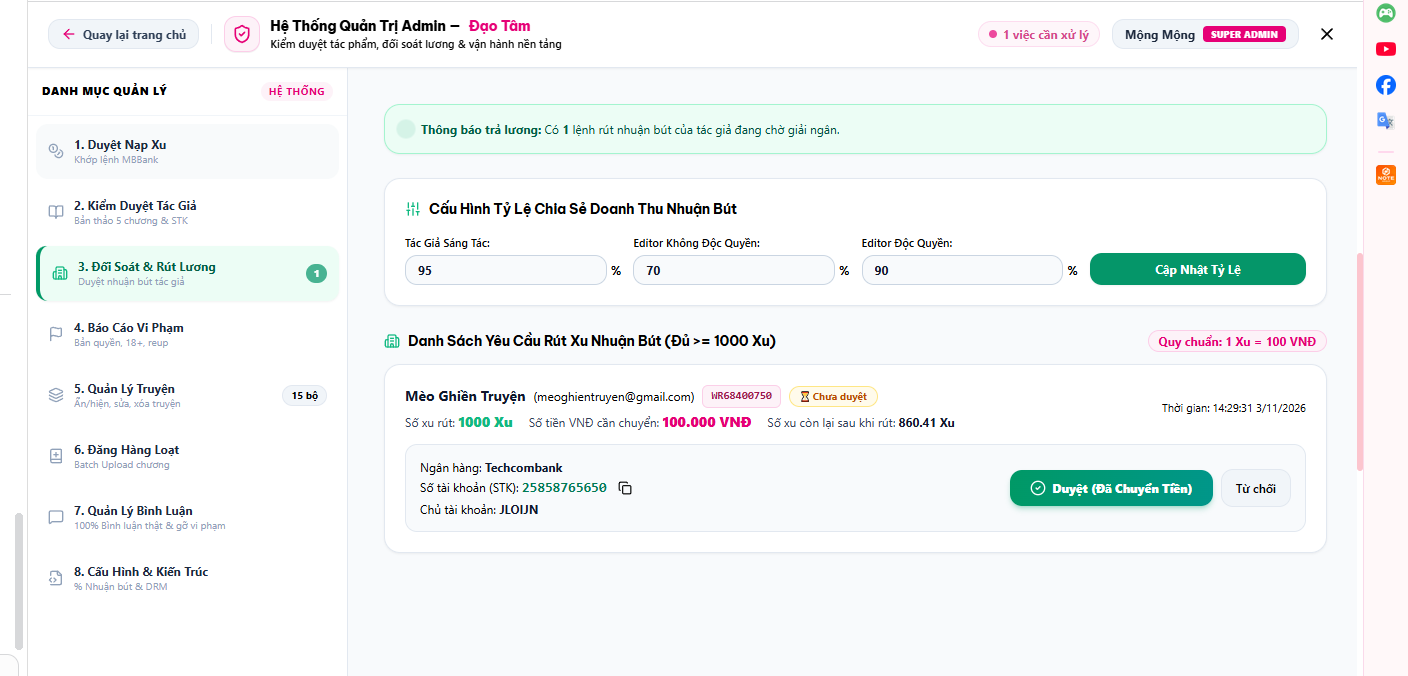 Quay lại trang chủ
Hệ Thống Quản Trị Admin – Đạo Tâm
Kiểm duyệt tác phẩm, đối soát lương & vận hành nền tảng
1 việc cần xử lý
Mộng Mộng SUPER ADMIN
DANH MỤC QUẢN LÝ
HỆ THỐNG
1. Duyệt Nạp Xu
Khớp lệnh MBBank
2. Kiểm Duyệt Tác Giả
Bản thảo 5 chương & STK
3. Đối Soát & Rút Lương
Duyệt nhuận bút tác giả
1
4. Báo Cáo Vi Phạm
Bản quyền, 18+, reup
5. Quản Lý Truyện
Ẩn/hiện, sửa, xóa truyện
15 bộ
6. Đăng Hàng Loạt
Batch Upload chương
7. Quản Lý Bình Luận
100% Bình luận thật & gỡ vi phạm
8. Cấu Hình & Kiến Trúc
% Nhuận bút & DRM
Thông báo trả lương: Có 1 lệnh rút nhuận bút của tác giả đang chờ giải ngân.
Cấu Hình Tỷ Lệ Chia Sẻ Doanh Thu Nhuận Bút
Tác Giả Sáng Tác:
95 %
Editor Không Độc Quyền:
70 %
Editor Độc Quyền:
90 %
Cập Nhật Tỷ Lệ
Danh Sách Yêu Cầu Rút Xu Nhuận Bút (Đủ >= 1000 Xu)
Quy chuẩn: 1 Xu = 100 VNĐ
Mèo Ghiền Truyện (meoghientruyen@gmail.com) WR68400750 Chưa duyệt
Thời gian: 14:29:31 3/11/2026
Số xu rút: 1000 Xu Số tiền VNĐ cần chuyển: 100.000 VNĐ Số xu còn lại sau khi rút: 860.41 Xu
Ngân hàng: Techcombank
Số tài khoản (STK): 25858765650
Chủ tài khoản: JLOIJN
Duyệt (Đã Chuyển Tiền)
Từ chối